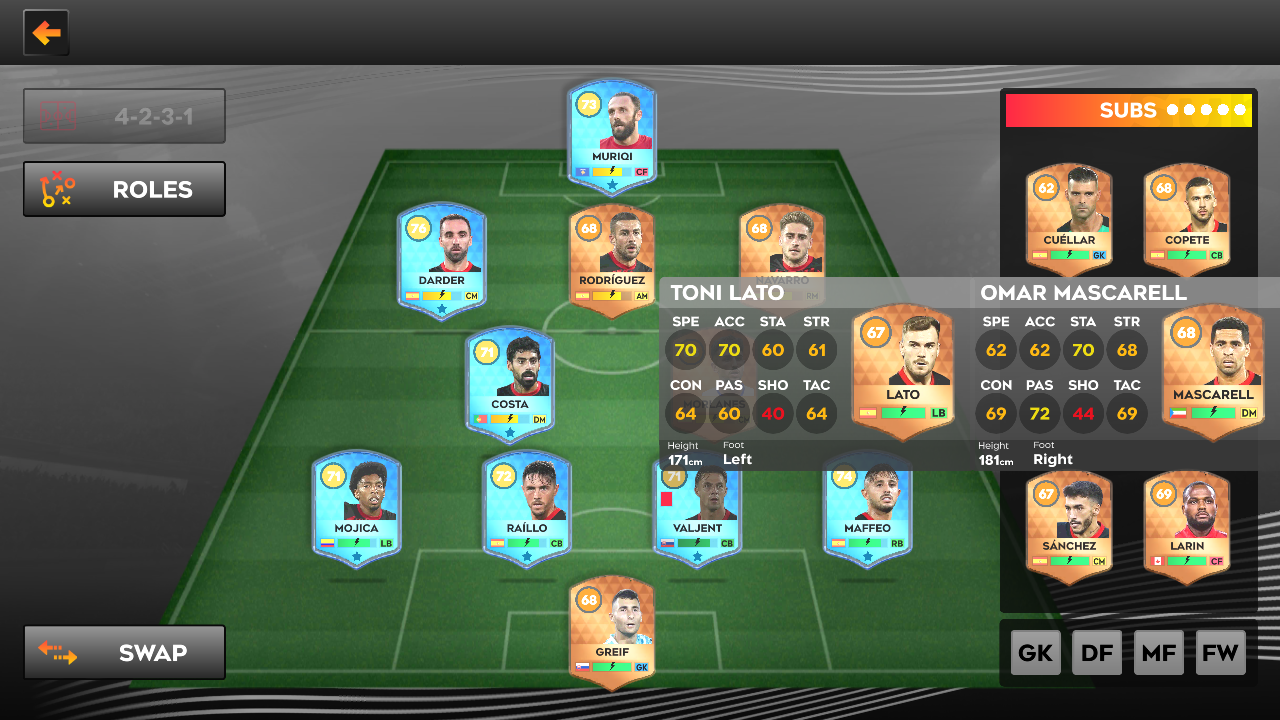 4-2-3-1
ROLES
SWAP
73
MURIQI
CF
76
DARDER
CM
68
RODRÍGUEZ
AM
68
NAVARRO
RM
71
COSTA
DM
MORLANES
71
MOJICA
LB
72
RAÍLLO
CB
71
VALJENT
CB
74
MAFFEO
RB
68
GREIF
GK
SUBS
62
CUÉLLAR
GK
68
COPETE
CB
TONI LATO
SPE ACC STA STR
70 70 60 61
CON PAS SHO TAC
64 60 40 64
Height Foot
171cm Left
67
LATO
LB
OMAR MASCARELL
SPE ACC STA STR
62 62 70 68
CON PAS SHO TAC
69 72 44 69
Height Foot
181cm Right
68
MASCARELL
DM
67
SÁNCHEZ
CM
69
LARIN
CF
GK DF MF FW